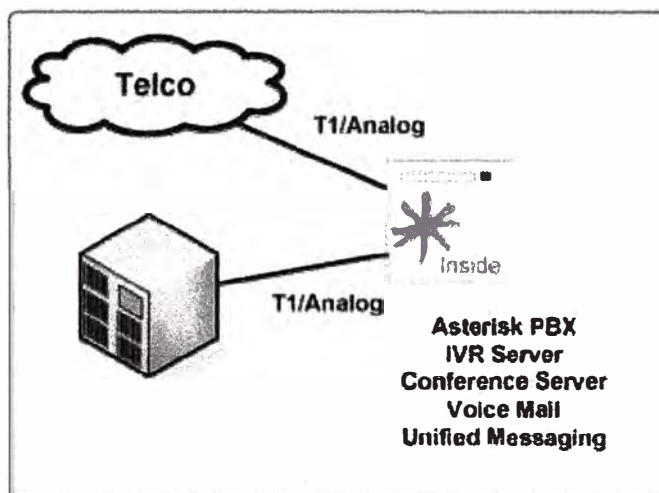 Telco
T1/Analog
Inside
T1/Analog
Asterisk PBX
IVR Server
Conference Server
Voice Mail
Unified Messaging